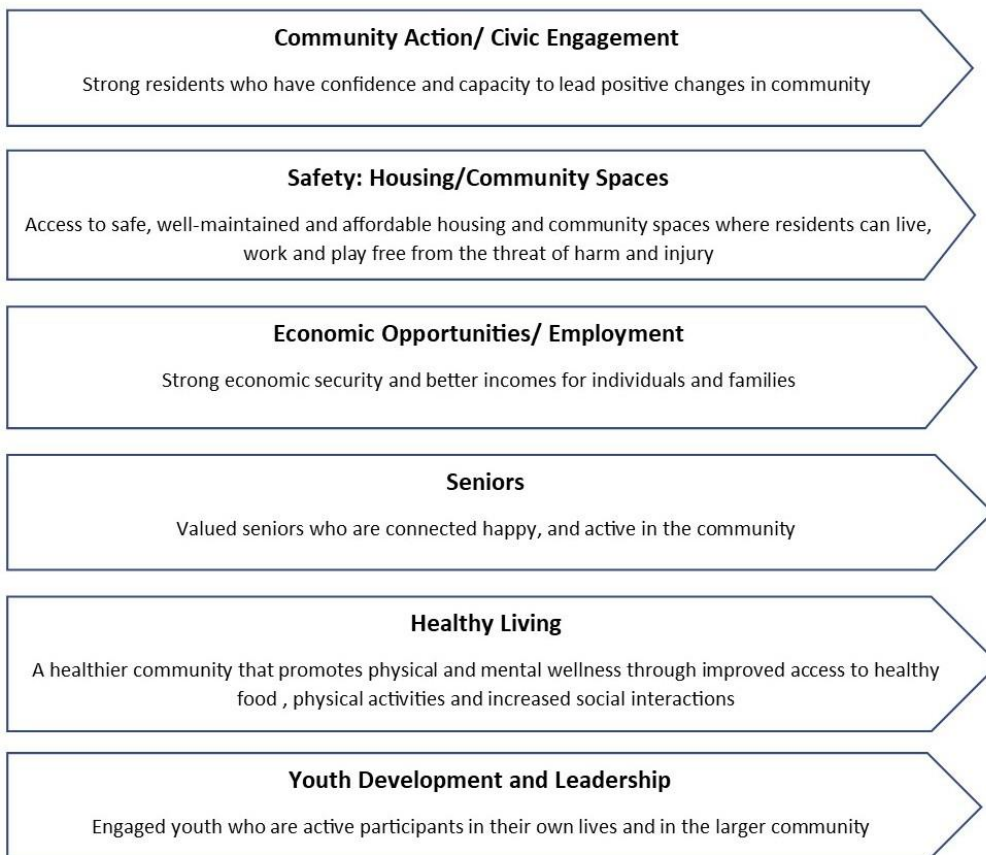 Community Action/ Civic Engagement
Strong residents who have confidence and capacity to lead positive changes in community
Safety: Housing/Community Spaces
Access to safe, well-maintained and affordable housing and community spaces where residents can live,
work and play free from the threat of harm and injury
Economic Opportunities/ Employment
Strong economic security and better incomes for individuals and families
Seniors
Valued seniors who are connected happy, and active in the community
Healthy Living
A healthier community that promotes physical and mental wellness through improved access to healthy
food , physical activities and increased social interactions
Youth Development and Leadership
Engaged youth who are active participants in their own lives and in the larger community